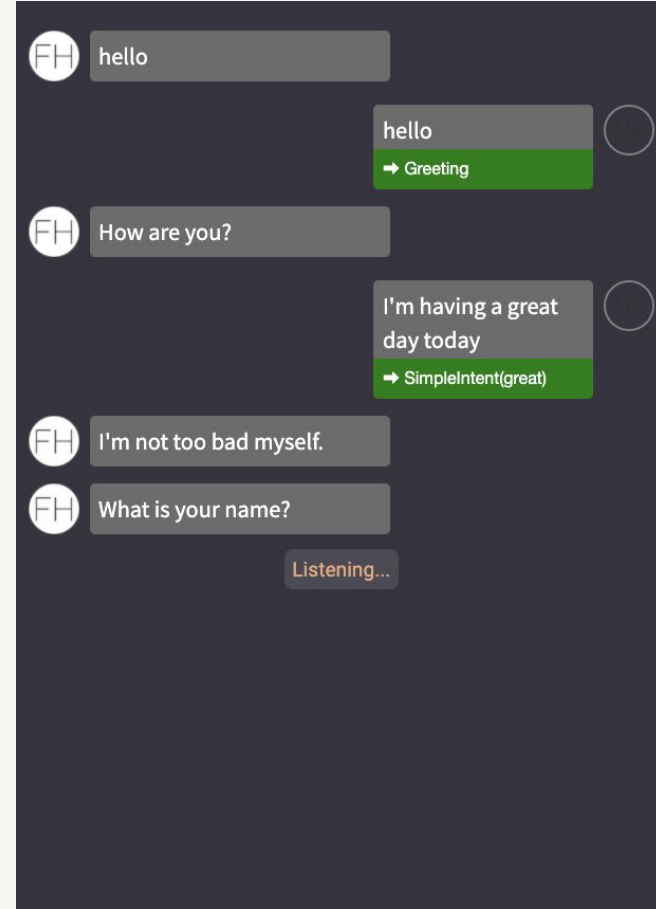 FH hello
hello
➡ Greeting
FH How are you?
I'm having a great
day today
➡ SimpleIntent(great)
FH I'm not too bad myself.
FH What is your name?
Listening...